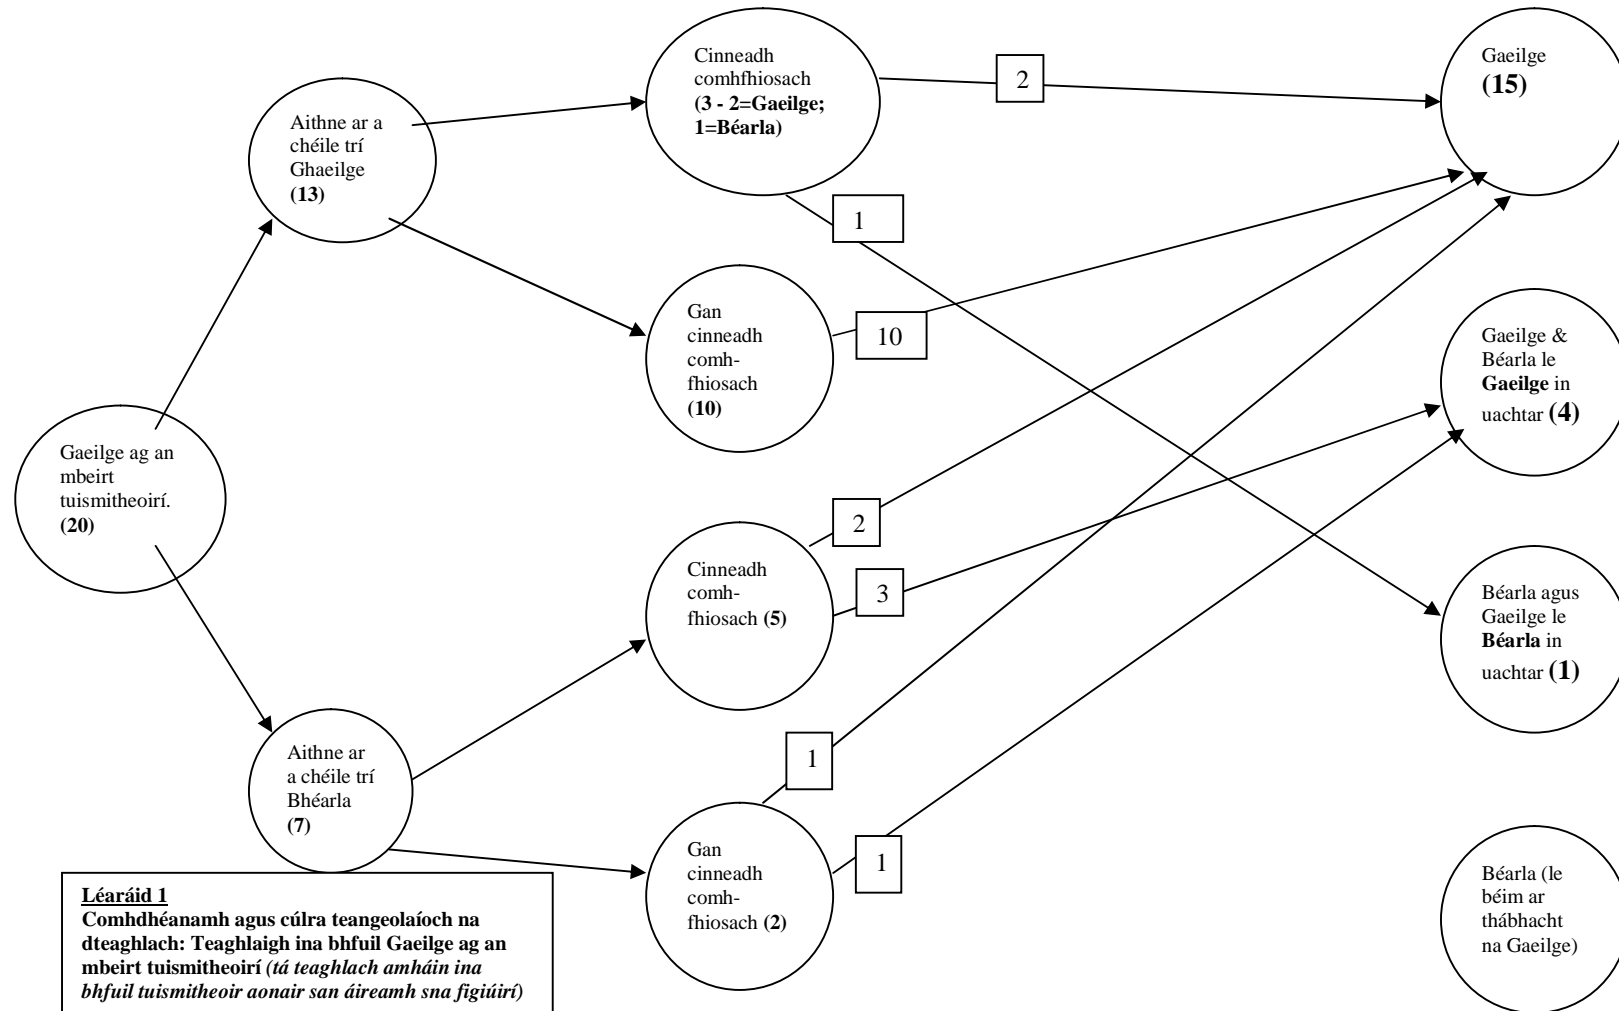 Gaeilge ag an
mbeirt
tuismitheoirí.
(20)
Aithne ar a
chéile trí
Ghaeilge
(13)
Aithne ar
a chéile trí
Bhéarla
(7)
Cinneadh
comhfhiosach
(3 - 2=Gaeilge;
1=Béarla)
Gan
cinneadh
comh-
fhiosach
(10)
Cinneadh
comh-
fhiosach (5)
Gan
cinneadh
comh-
fhiosach (2)
2
1
10
2
3
1
1
Gaeilge
(15)
Gaeilge &
Béarla le
Gaeilge in
uachtar (4)
Béarla agus
Gaeilge le
Béarla in
uachtar (1)
Béarla (le
béim ar
thábhacht
na Gaeilge)
Léaráid 1
Comhdhéanamh agus cúlra teangeolaíoch na
dteaghlach: Teaghlaigh ina bhfuil Gaeilge ag an
mbeirt tuismitheoirí (tá teaghlach amháin ina
bhfuil tuismitheoir aonair san áireamh sna figiúirí)